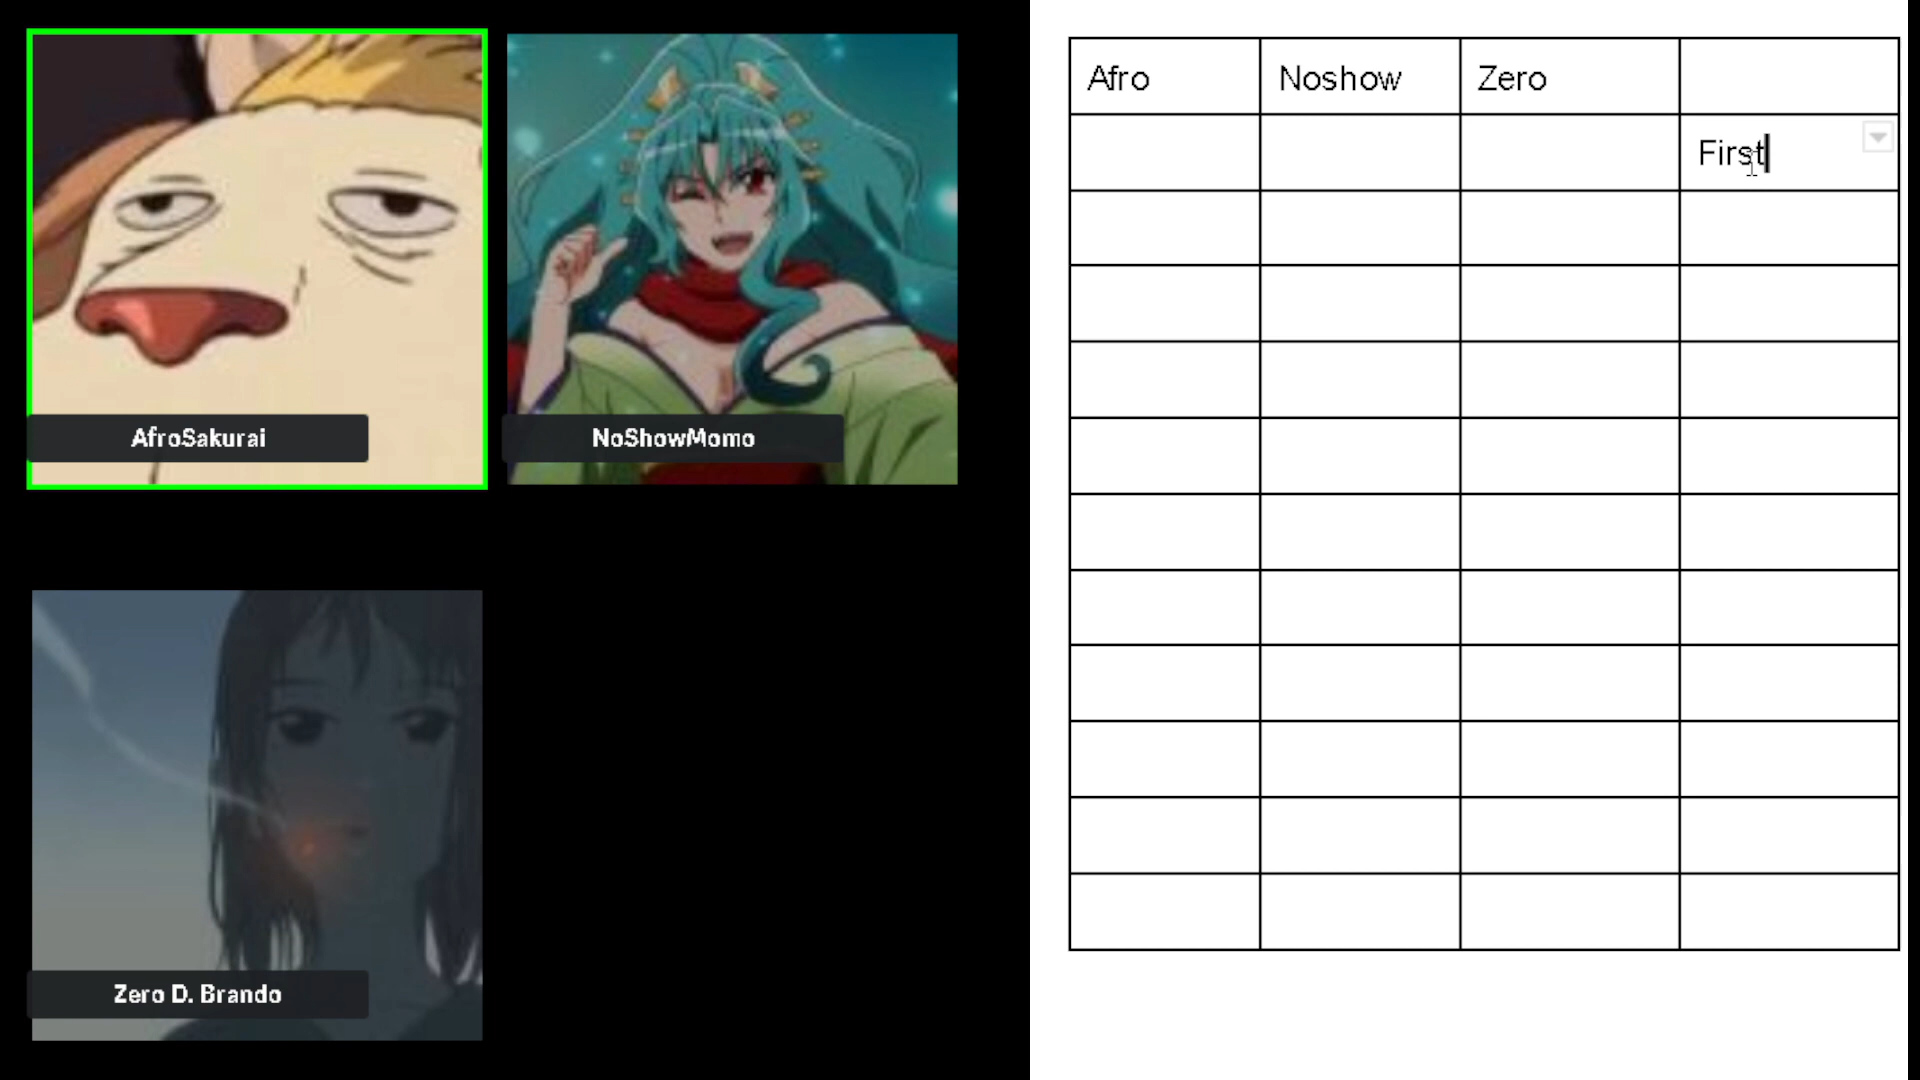 AfroSakurai
NoShowMomo
Zero D. Brando
Afro
Noshow
Zero
First